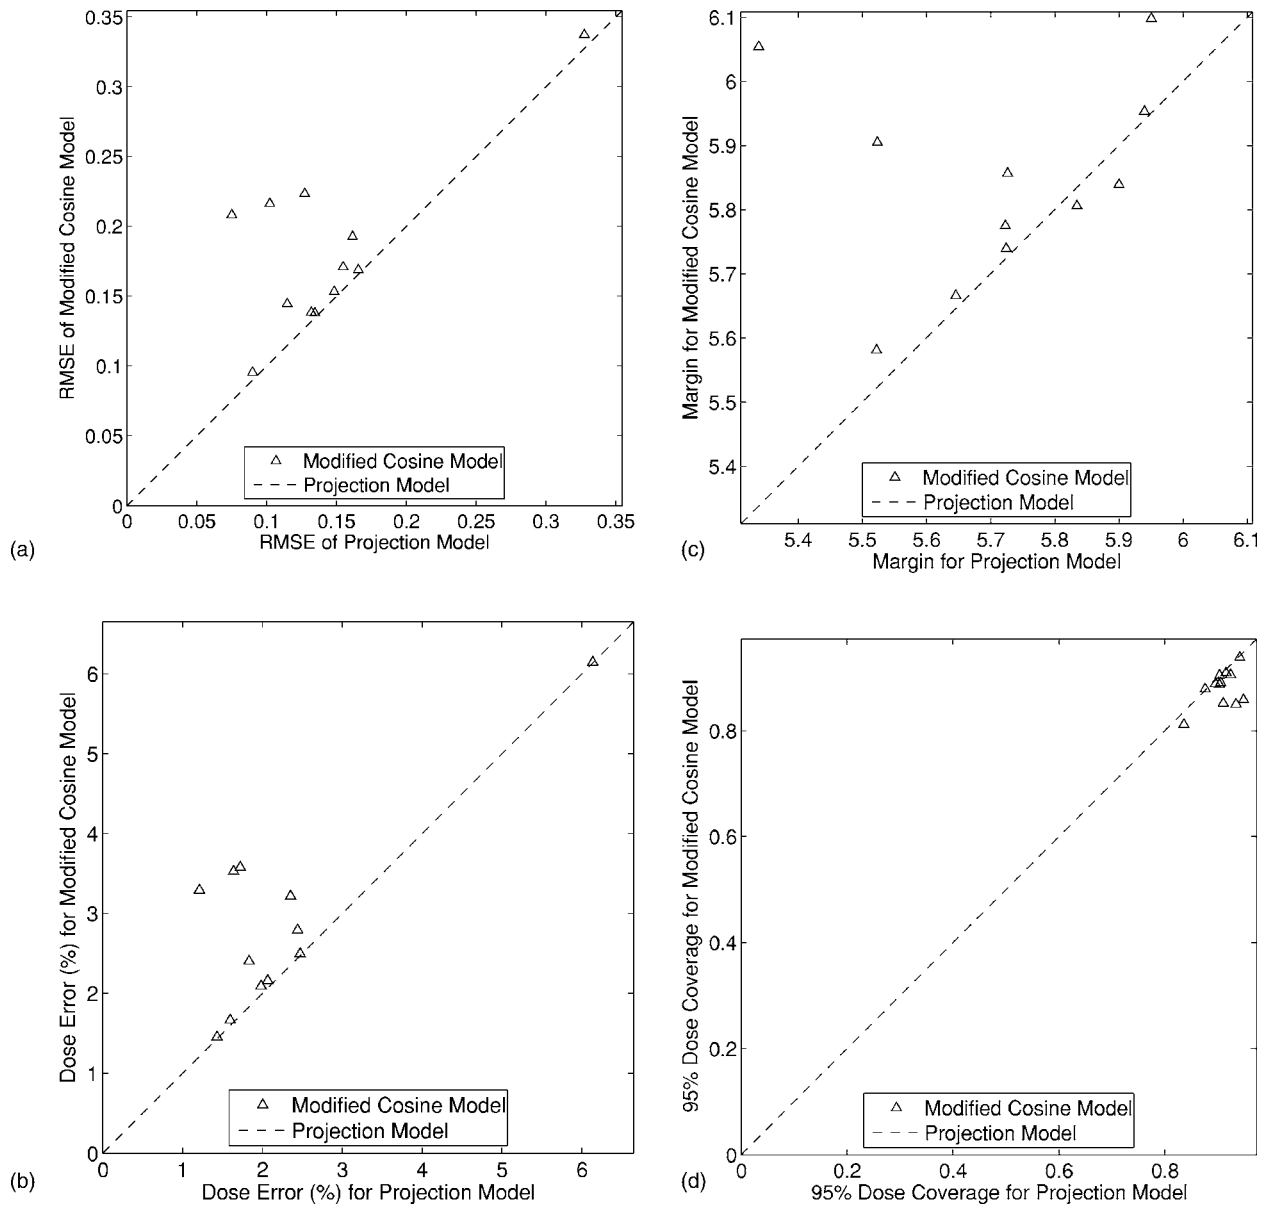 0.35
0.3
0.25
0.2
0.15
0.1
0.05
0
RMSE of Modified Cosine Model
Modified Cosine Model
Projection Model
0 0.05 0.1 0.15 0.2 0.25 0.3 0.35
RMSE of Projection Model
(a)
6.1
6
5.9
5.8
5.7
5.6
5.5
5.4
Margin for Modified Cosine Model
Modified Cosine Model
Projection Model
5.4 5.5 5.6 5.7 5.8 5.9 6 6.1
Margin for Projection Model
(c)
6
5
4
3
2
1
0
Dose Error (%) for Modified Cosine Model
Modified Cosine Model
Projection Model
0 1 2 3 4 5 6
Dose Error (%) for Projection Model
(b)
0.8
0.6
0.4
0.2
0
95% Dose Coverage for Modified Cosine Model
Modified Cosine Model
Projection Model
0 0.2 0.4 0.6 0.8
95% Dose Coverage for Projection Model
(d)